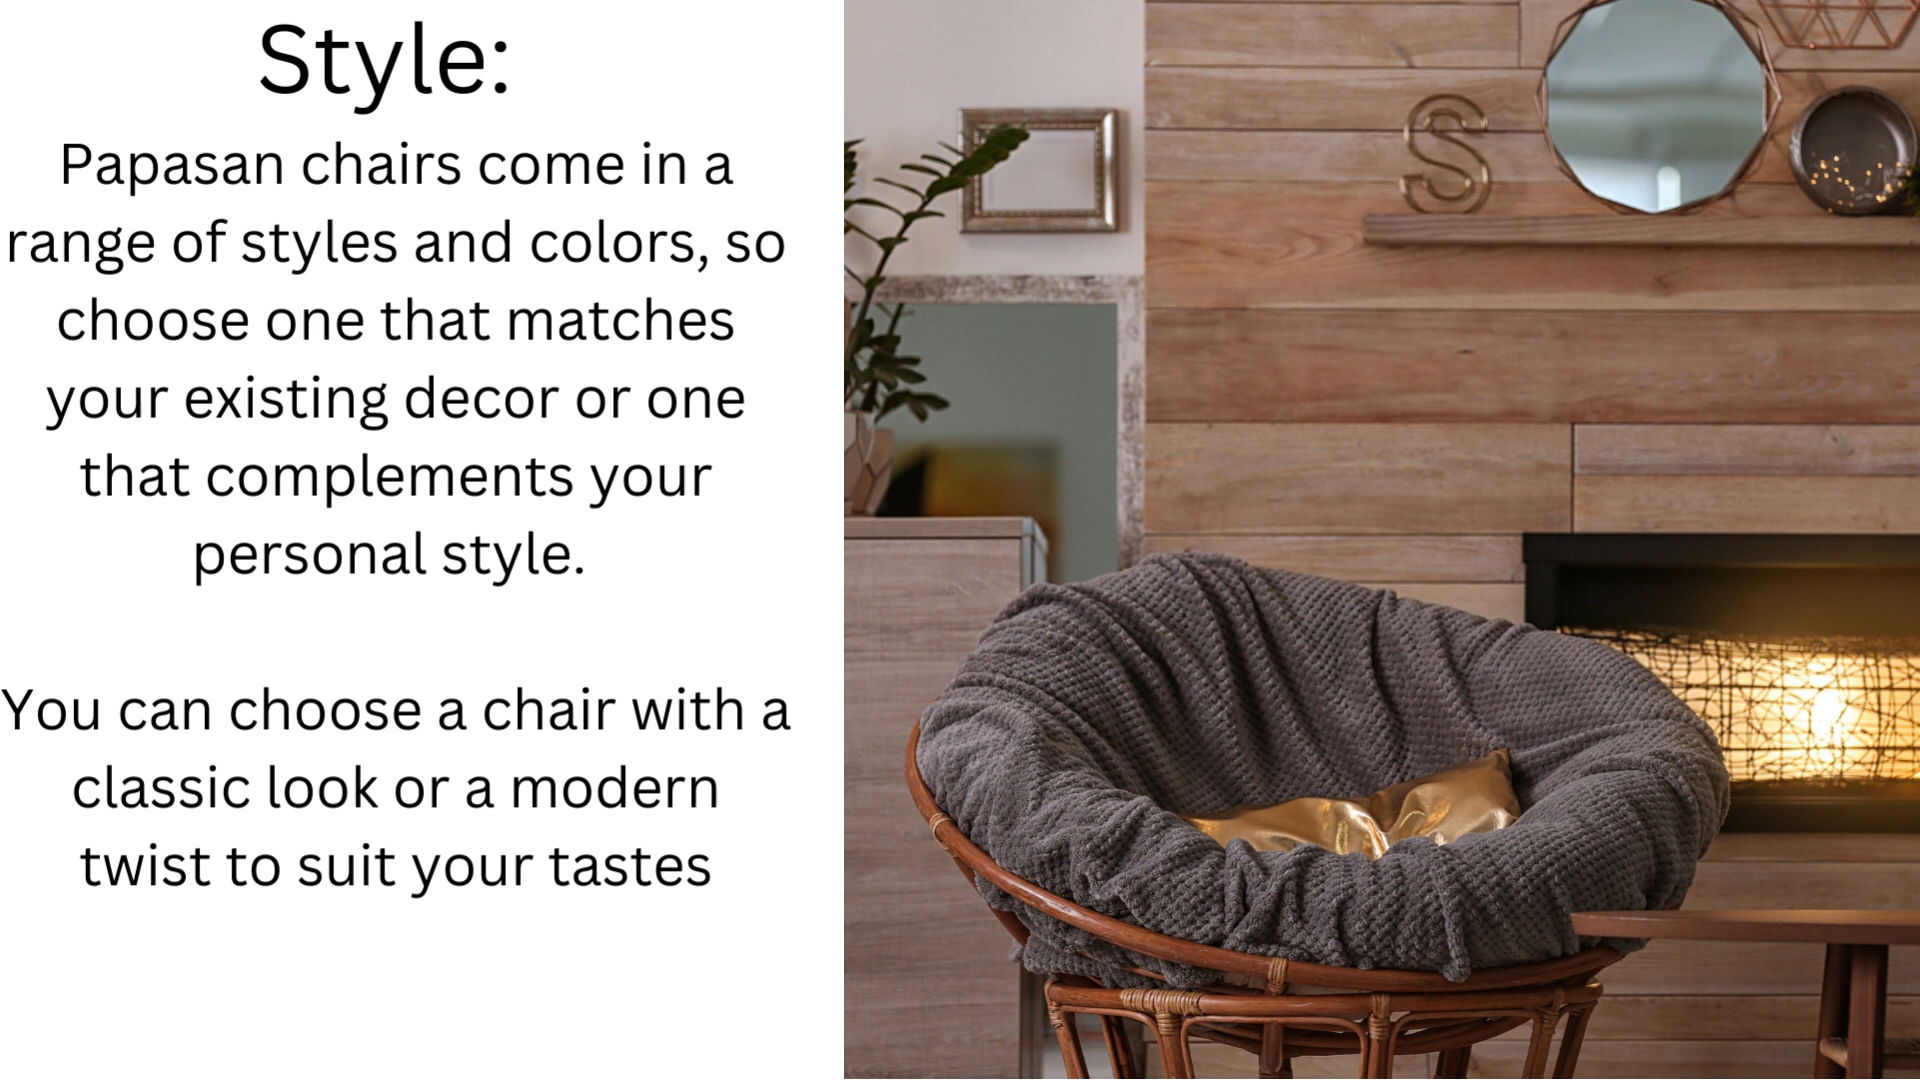 Style:
Papasan chairs come in a
range of styles and colors, so
choose one that matches
your existing decor or one
that complements your
personal style.
You can choose a chair with a
classic look or a modern
twist to suit your tastes
S